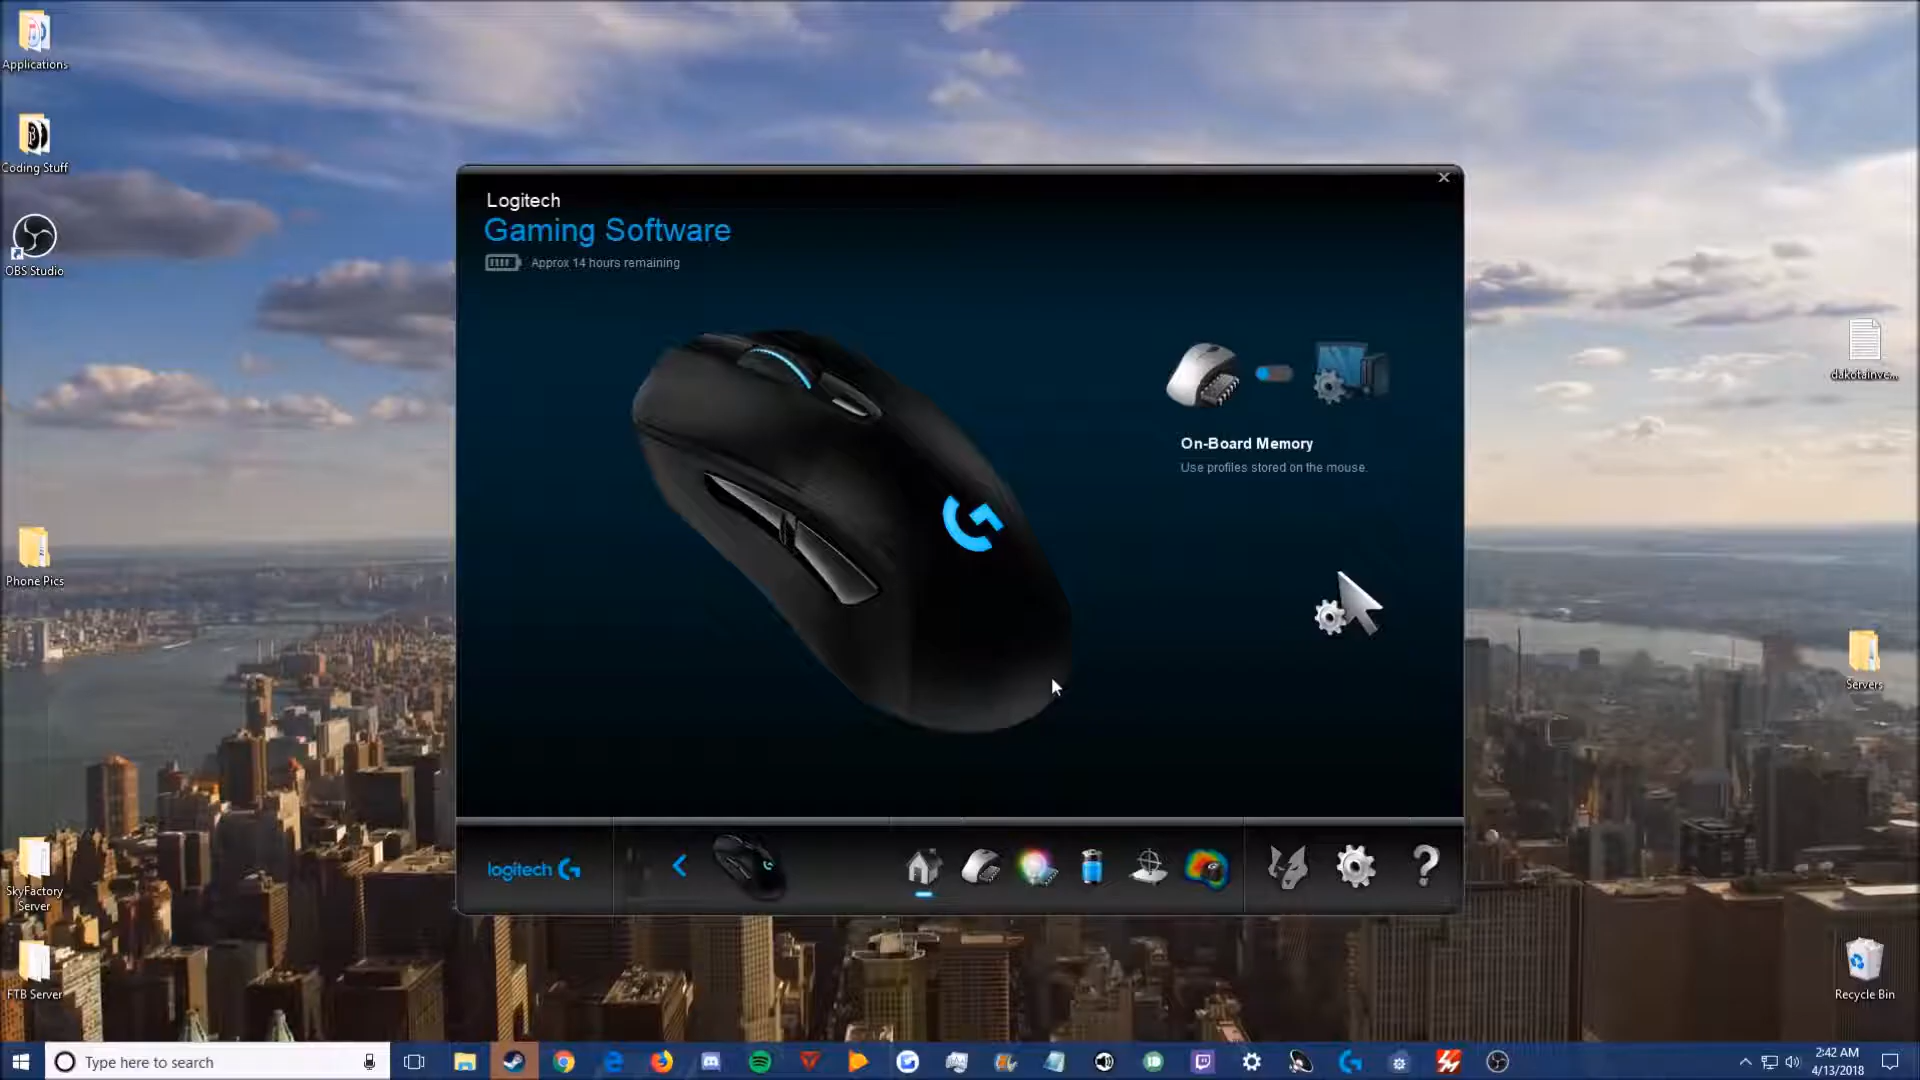 Applications
Coding Stuff
OBS Studio
Phone Pics
SkyFactory
Server
FTB Server
Logitech
Gaming Software
Approx 14 hours remaining
On-Board Memory
Use profiles stored on the mouse.
logitech
dakotainve...
Servers
Recycle Bin
Type here to search
2:42 AM
4/13/2018